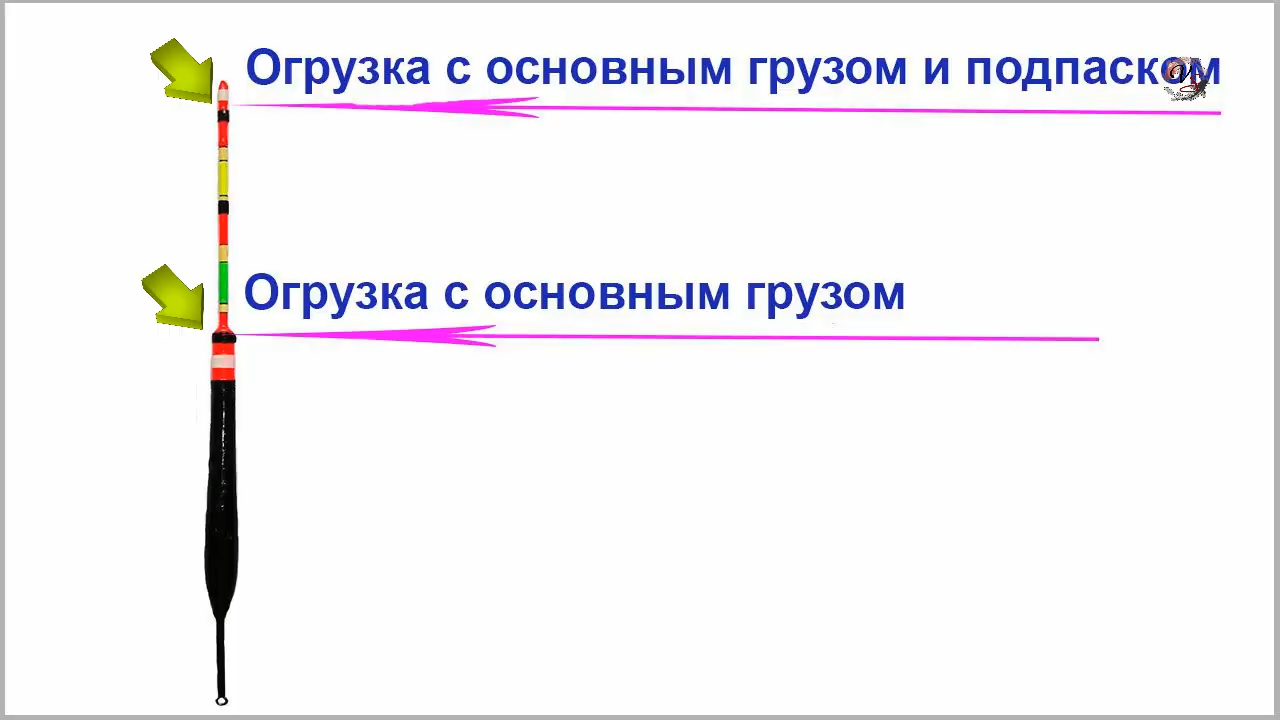 Огрузка с основным грузом и подпаском
Огрузка с основным грузом